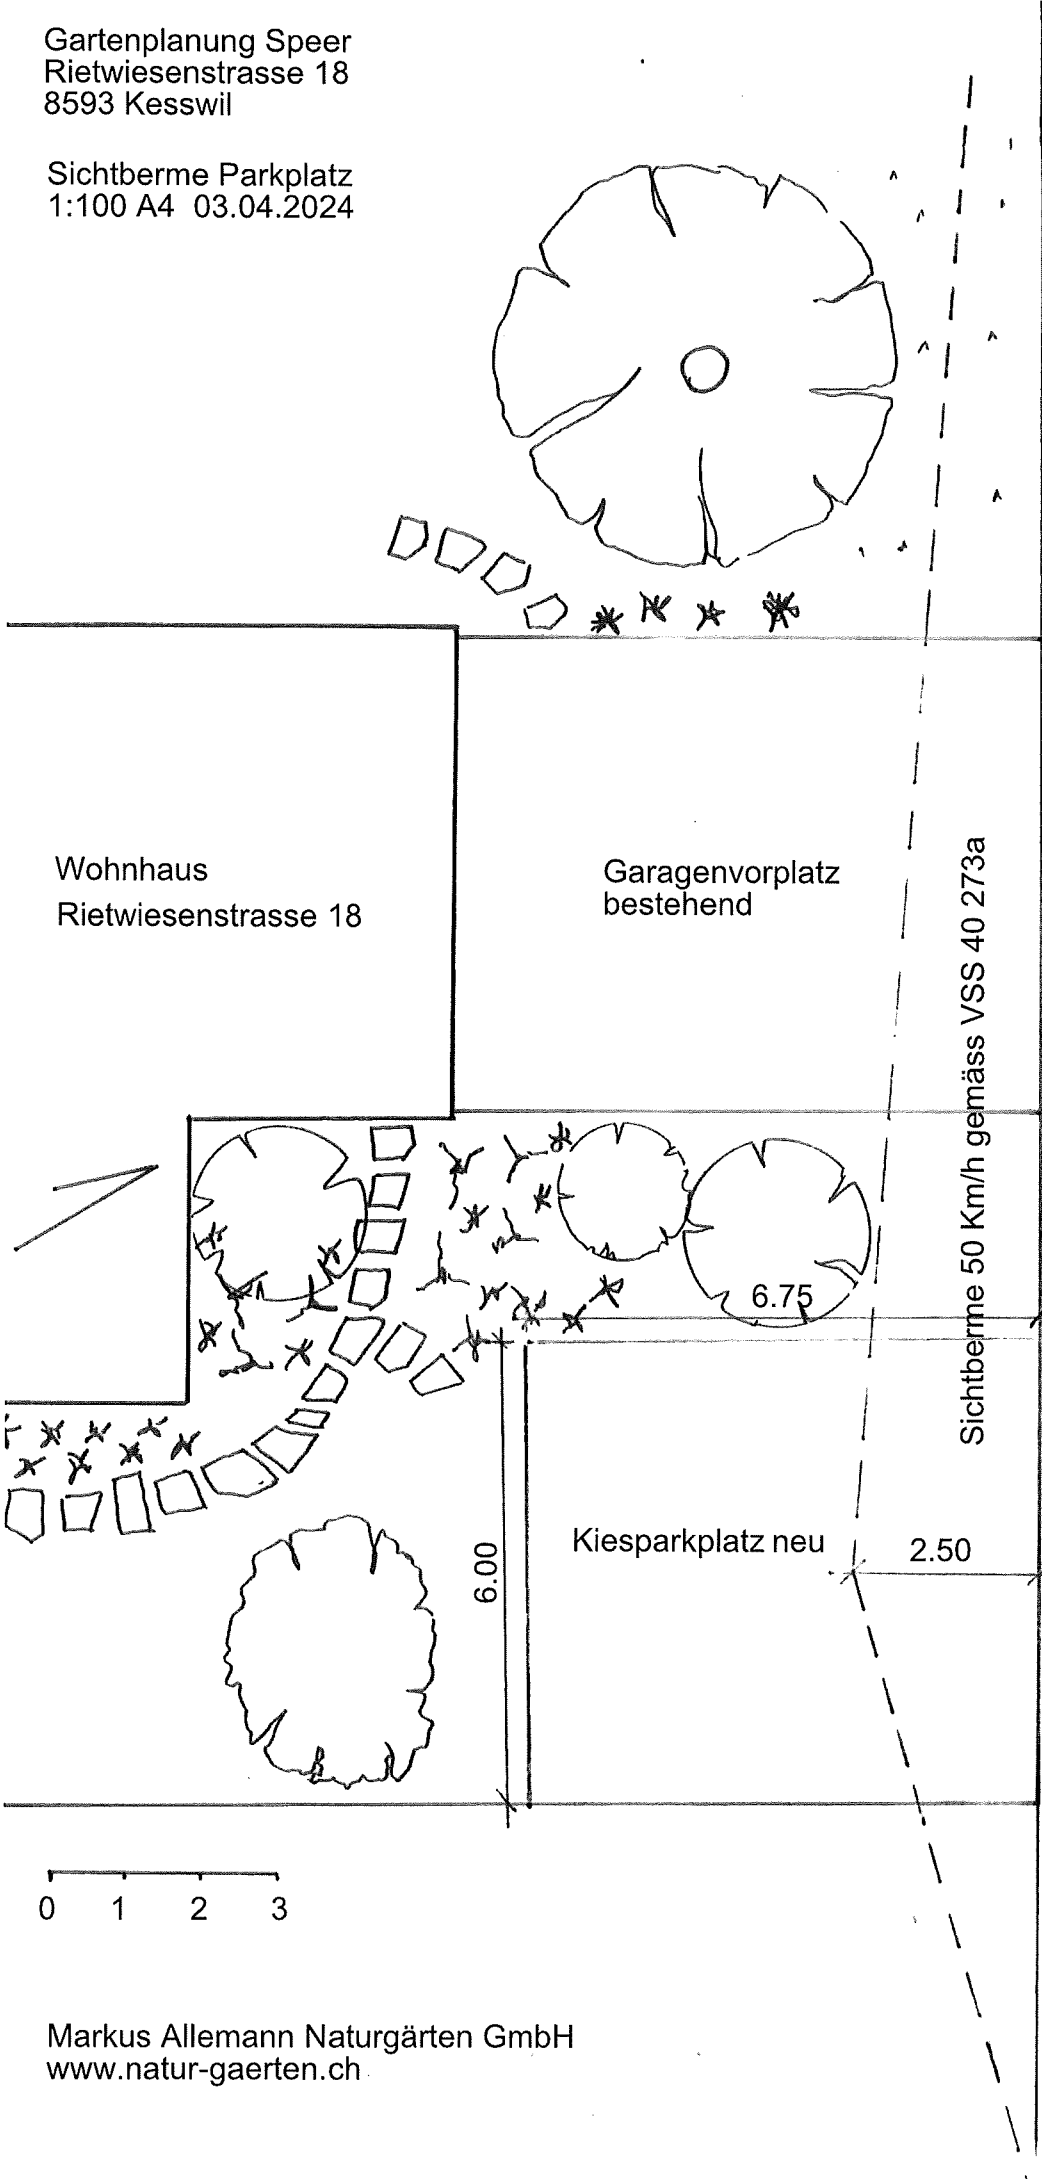 Gartenplanung Speer
Rietwiesenstrasse 18
8593 Kesswil
Sichtberme Parkplatz
1:100 A4 03.04.2024
Wohnhaus
Rietwiesenstrasse 18
Garagenvorplatz
bestehend
Sichtberme 50 Km/h gemäss VSS 40 273a
6.75
6.00
Kiesparkplatz neu
2.50
0 1 2 3
Markus Allemann Naturgärten GmbH
www.natur-gaerten.ch